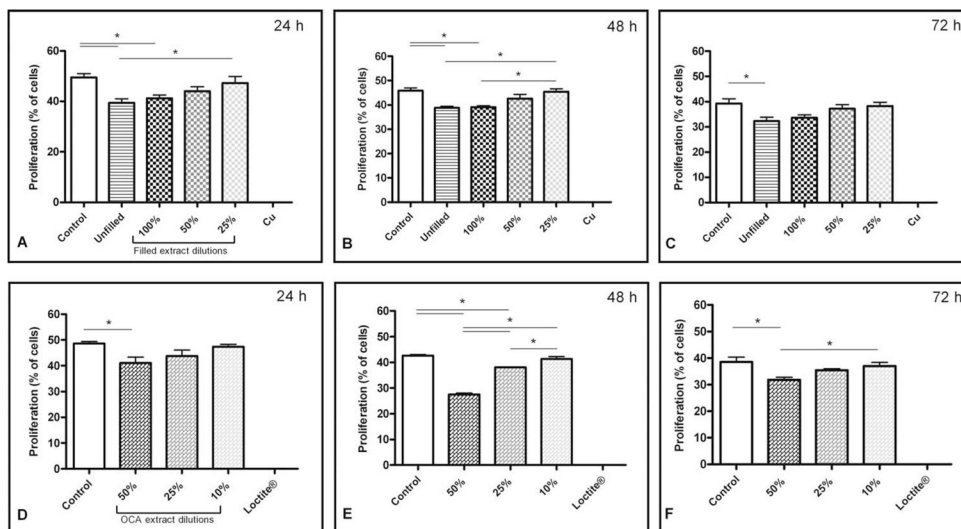 24 h
*
*
Proliferation (% of cells)
60
40
20
0
Control
Unfilled
100%
50%
25%
Cu
Filled extract dilutions
A
48 h
*
*
*
Proliferation (% of cells)
60
50
40
30
20
10
0
Control
Unfilled
100%
50%
25%
Cu
B
72 h
*
Proliferation (% of cells)
60
50
40
30
20
10
0
Control
Unfilled
100%
50%
25%
Cu
C
24 h
*
Proliferation (% of cells)
60
50
40
30
20
10
0
Control
50%
25%
10%
Loctite®
OCA extract dilutions
D
48 h
*
*
*
Proliferation (% of cells)
60
50
40
30
20
10
0
Control
50%
25%
10%
Loctite®
E
72 h
*
*
Proliferation (% of cells)
60
50
40
30
20
10
0
Control
50%
25%
10%
Loctite®
F